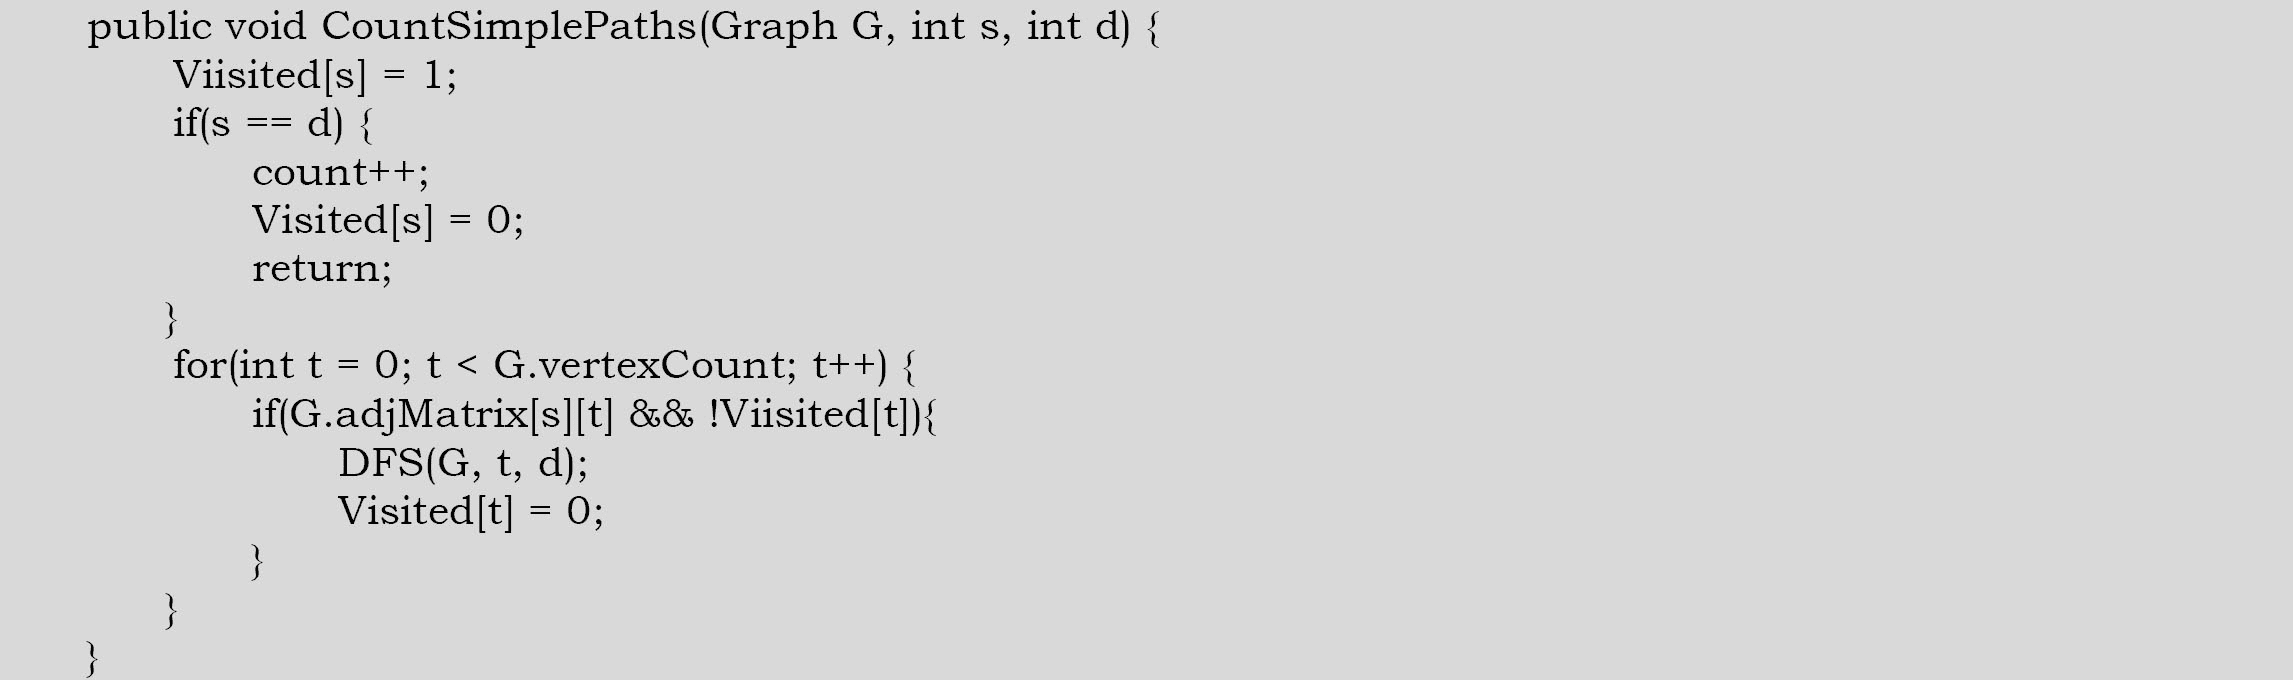 public void CountSimplePaths(Graph G, int s, int d) {
Viisited[s] = 1;
if(s == d) {
count++;
Visited[s] = 0;
return;
}
for(int t = 0; t < G.vertexCount; t++) {
if(G.adjMatrix[s][t] && !Viisited[t]){
DFS(G, t, d);
Visited[t] = 0;
}
}
}